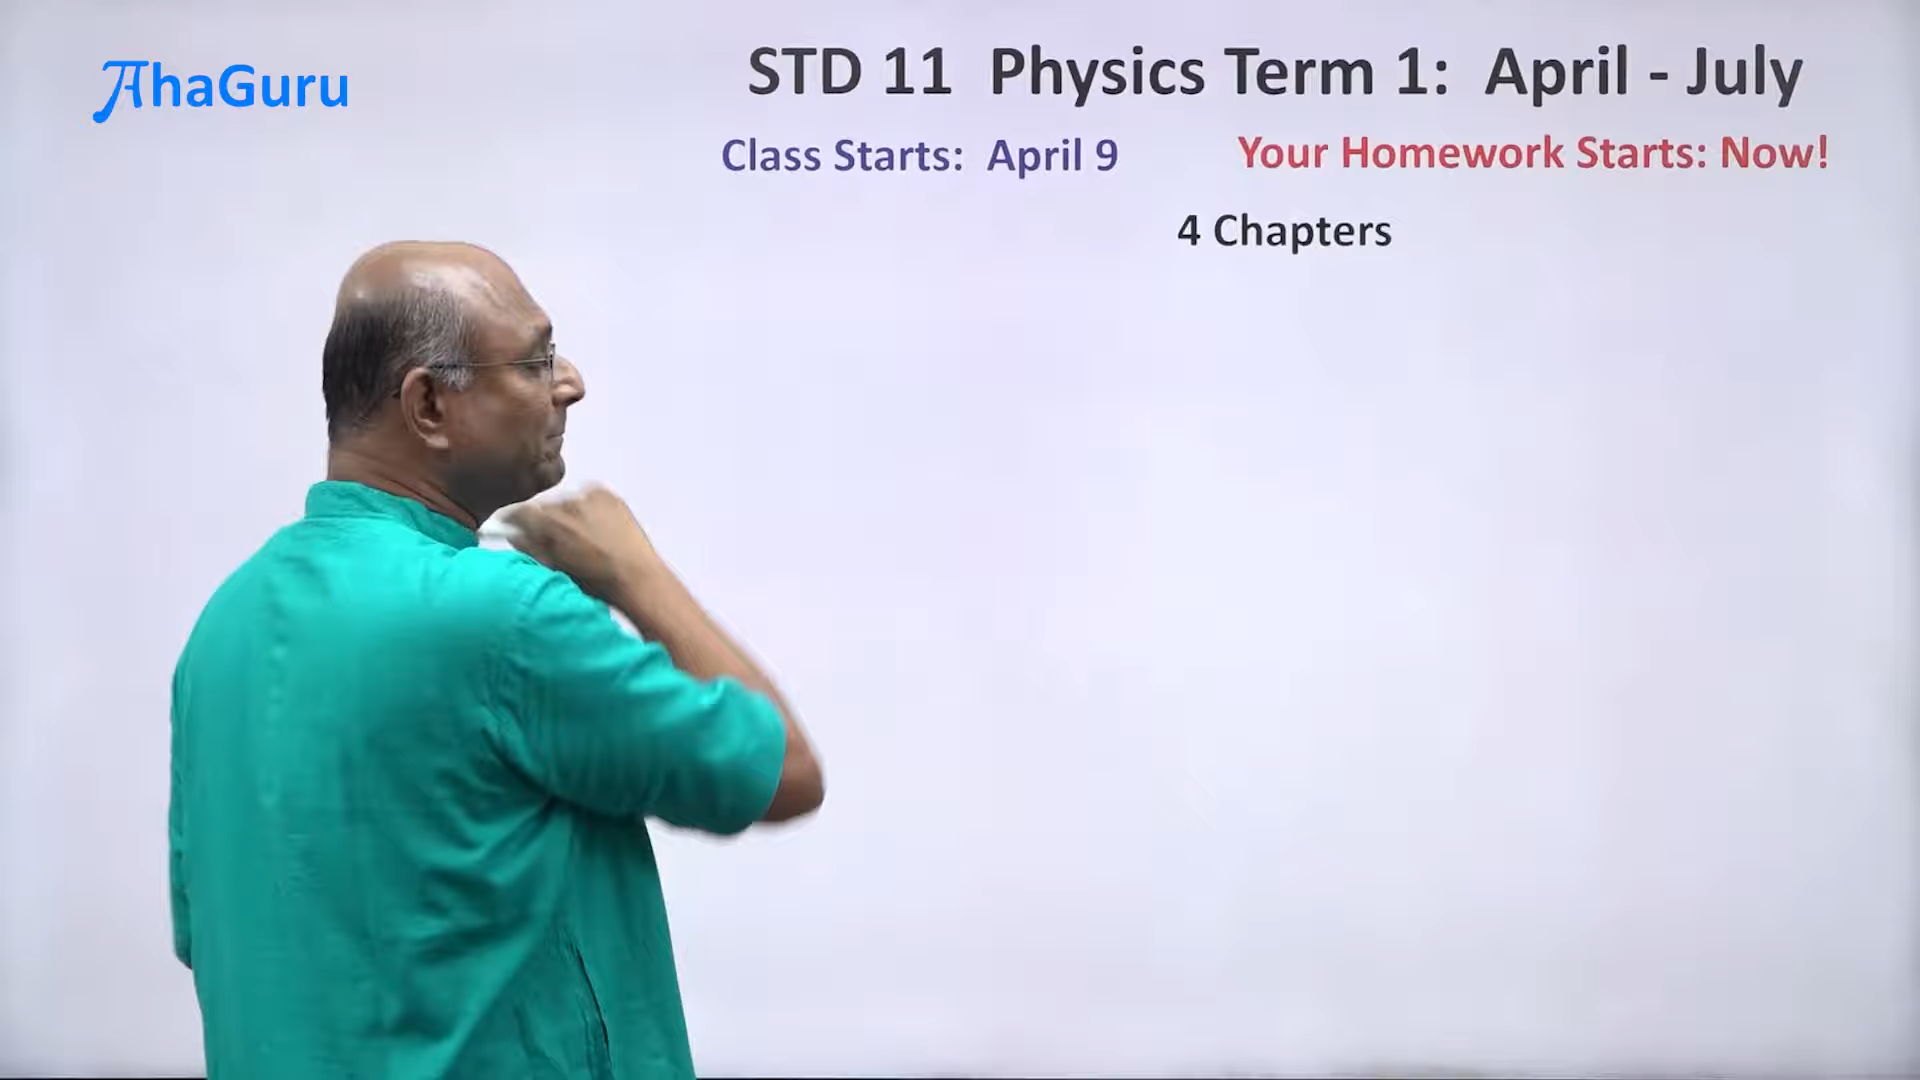 AhaGuru
STD 11 Physics Term 1: April - July
Class Starts: April 9
Your Homework Starts: Now!
4 Chapters